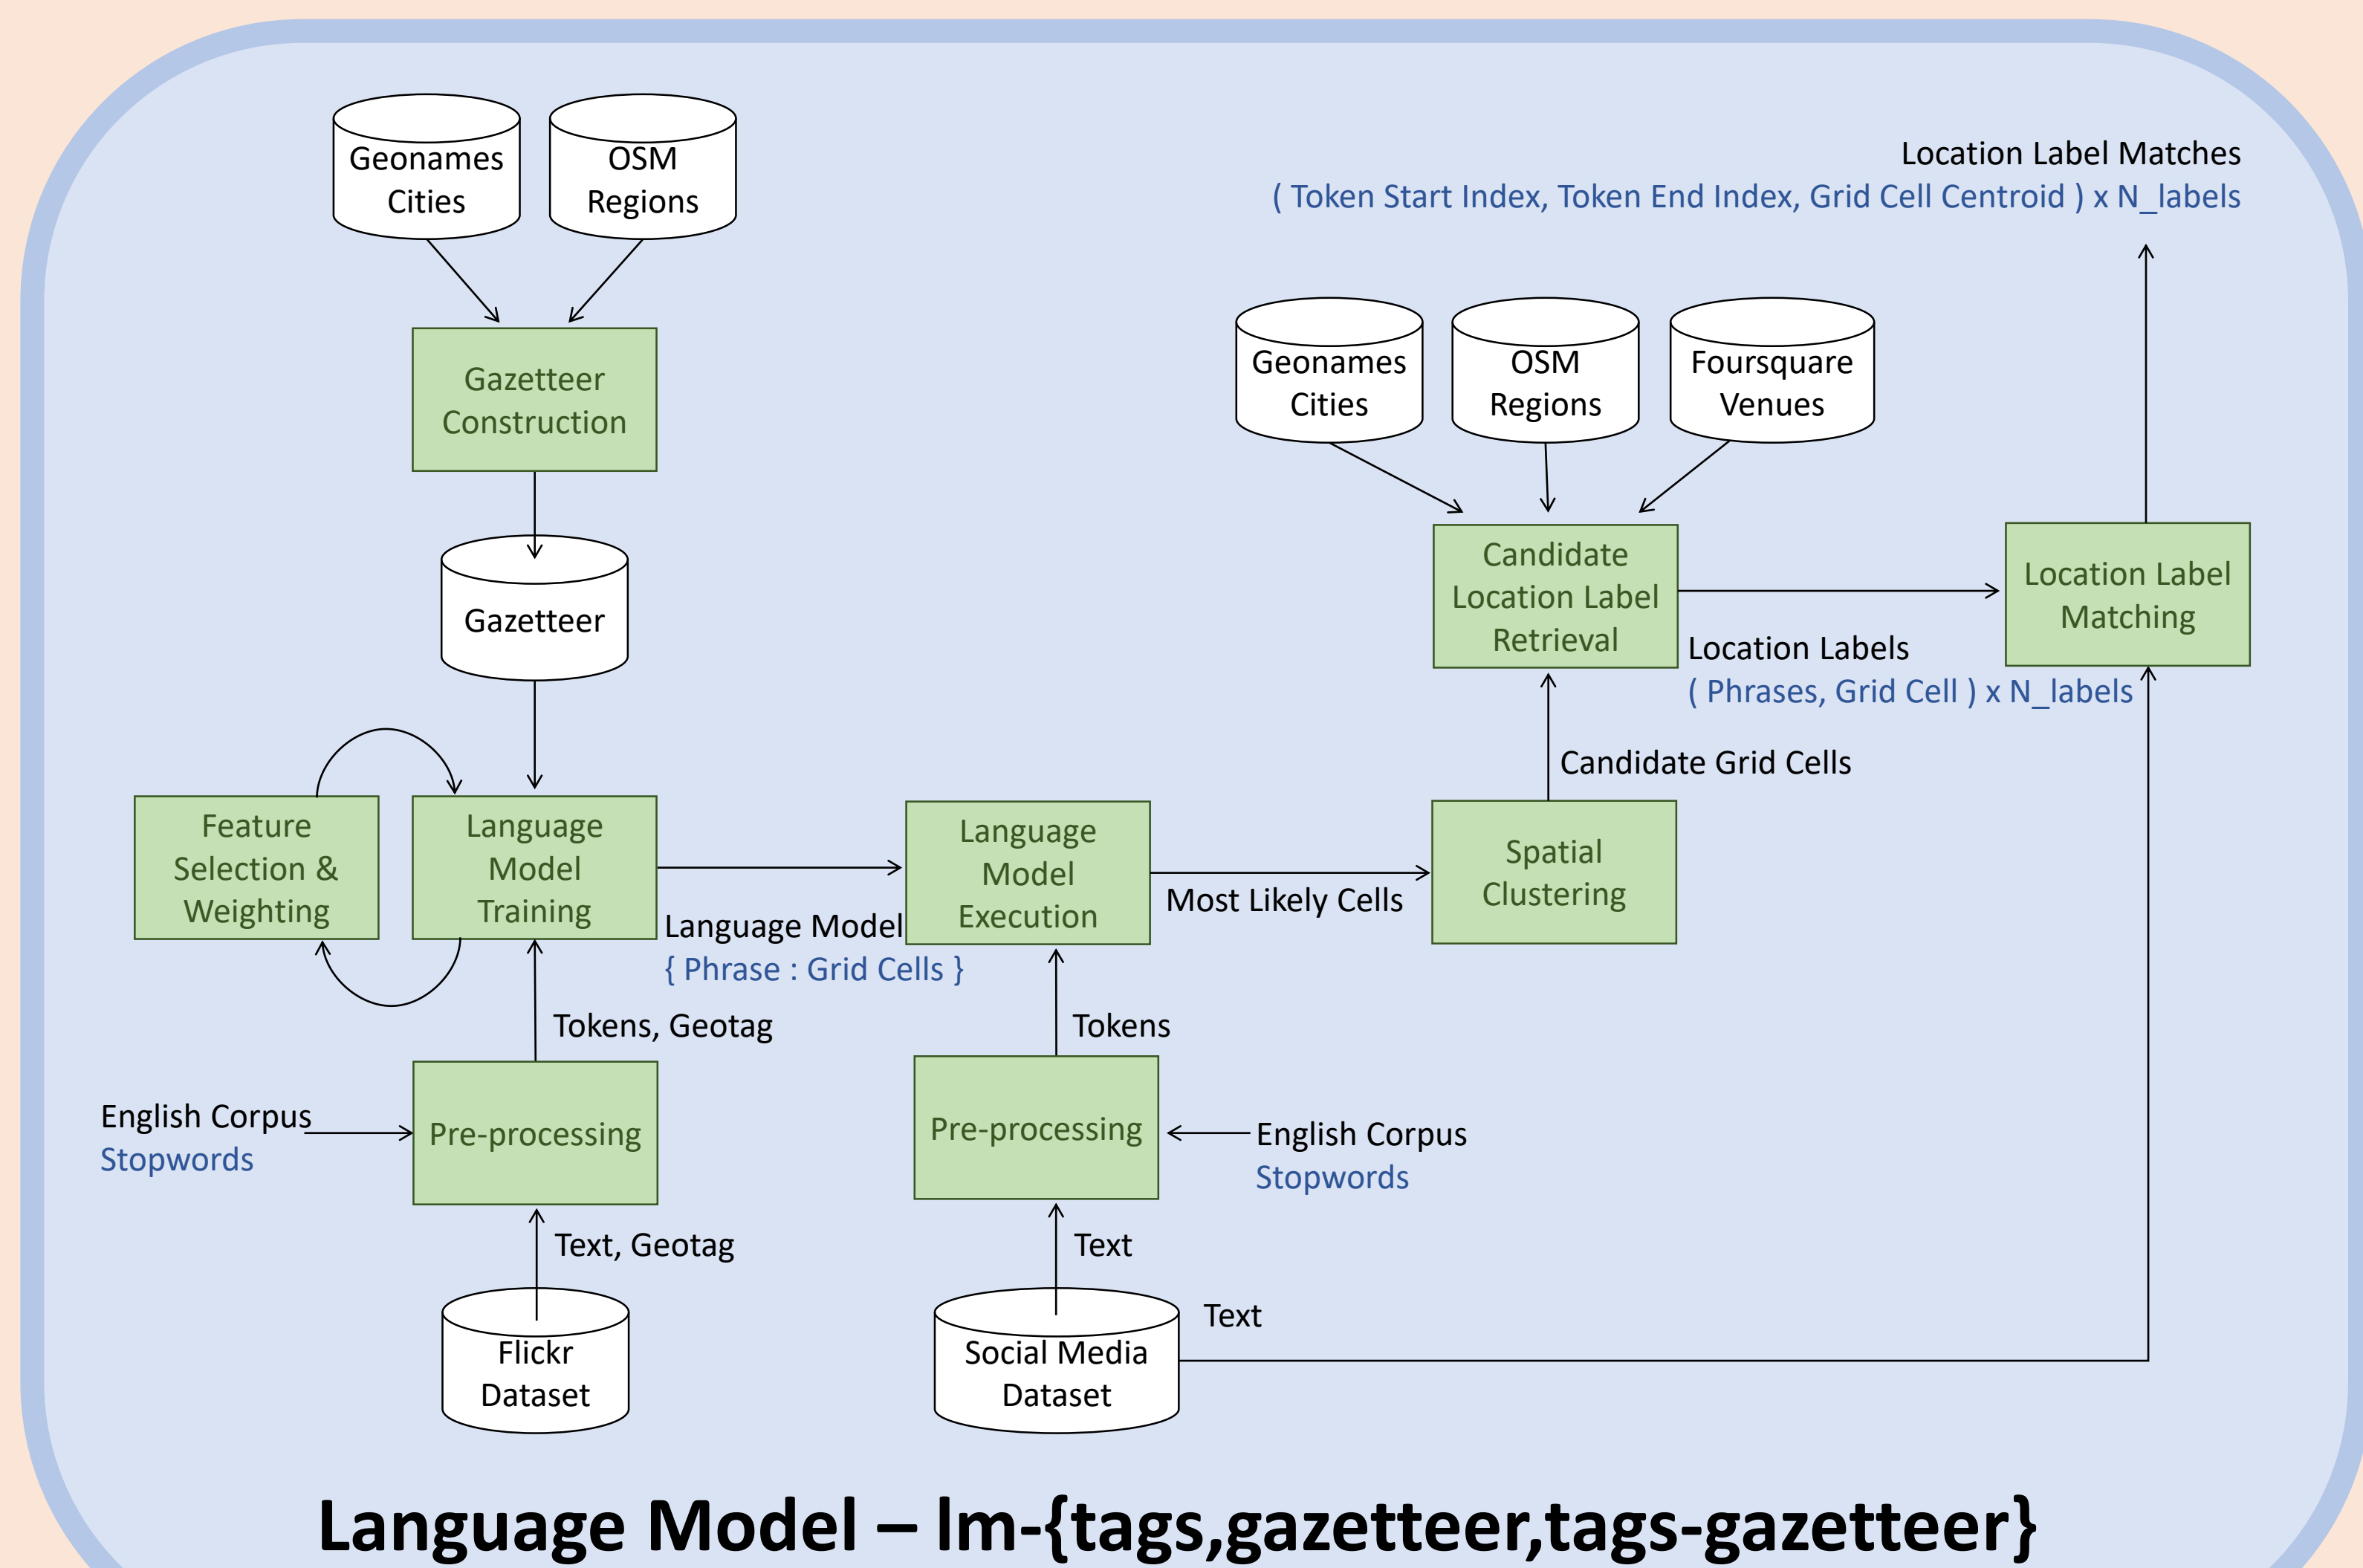 Geonames
Cities
OSM
Regions
Location Label Matches
( Token Start Index, Token End Index, Grid Cell Centroid ) x N_labels
Gazetteer
Construction
Geonames
Cities
OSM
Regions
Foursquare
Venues
Gazetteer
Candidate
Location Label
Retrieval
Location Label
Matching
Location Labels
( Phrases, Grid Cell ) x N_labels
Candidate Grid Cells
Feature
Selection &
Weighting
Language
Model
Training
Language Model
{ Phrase : Grid Cells }
Language
Model
Execution
Most Likely Cells
Spatial
Clustering
Tokens, Geotag
Tokens
English Corpus
Stopwords
Pre-processing
Pre-processing
English Corpus
Stopwords
Text, Geotag
Text
Text
Flickr
Dataset
Social Media
Dataset
Language Model – lm-{tags,gazetteer,tags-gazetteer}